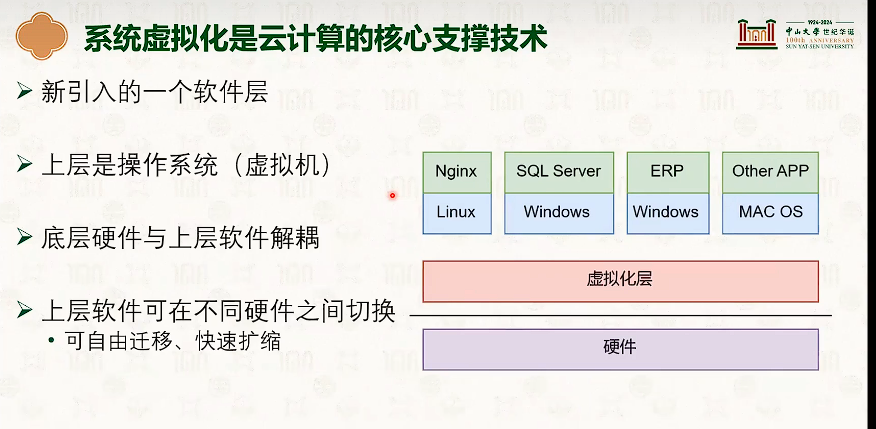 系统虚拟化是云计算的核心支撑技术
1924-2024
中山大学 世纪华诞
100th ANNIVERSARY
SUN YAT-SEN UNIVERSITY
新引入的一个软件层
上层是操作系统（虚拟机）
底层硬件与上层软件解耦
上层软件可在不同硬件之间切换
• 可自由迁移、快速扩缩
Nginx SQL Server ERP Other APP
Linux Windows Windows MAC OS
虚拟化层
硬件